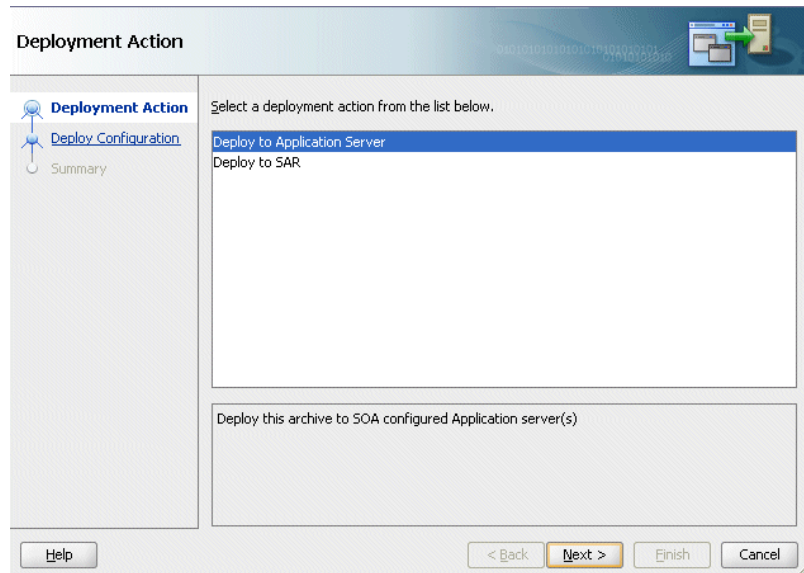 Deployment Action
Deployment Action
Deploy Configuration
Summary
Select a deployment action from the list below.
Deploy to Application Server
Deploy to SAR
Deploy this archive to SOA configured Application server(s)
Help
< Back
Next >
Finish
Cancel